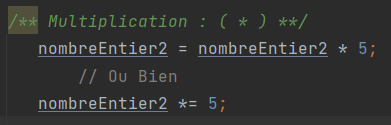 /** Multiplication : ( * ) **/
nombreEntier2 = nombreEntier2 * 5;
// Ou Bien
nombreEntier2 *= 5;